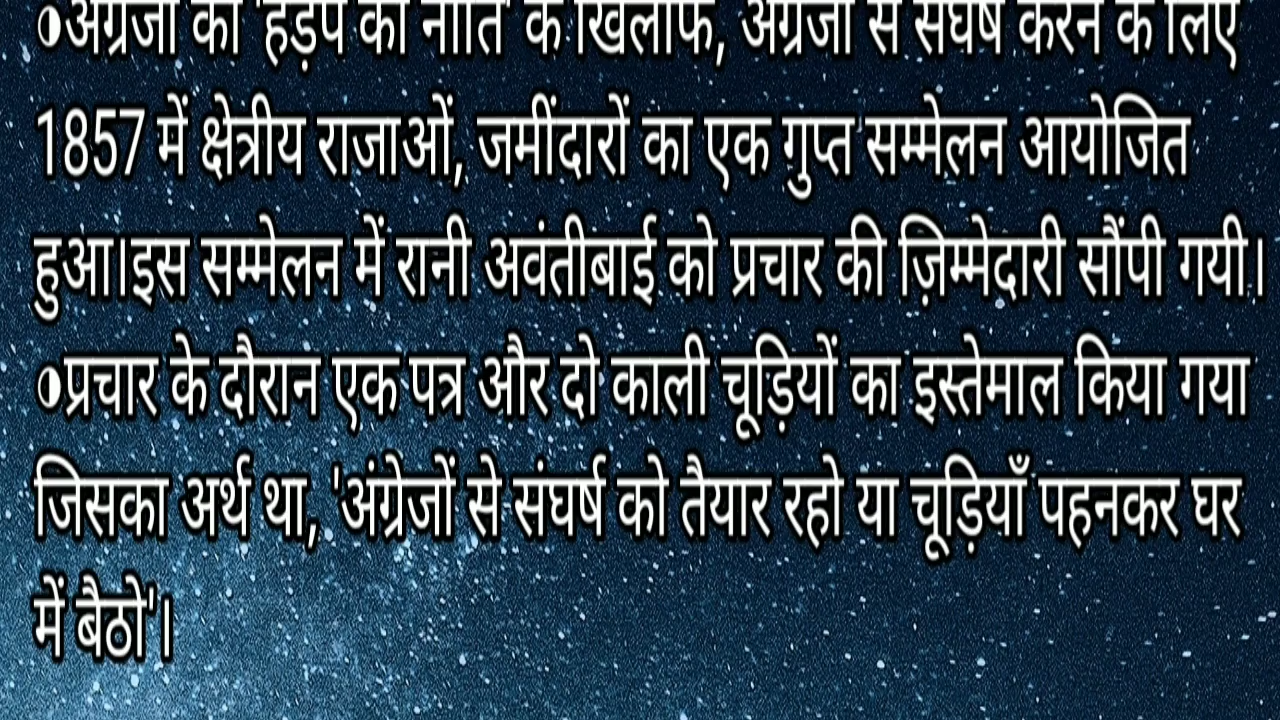 ●अंग्रेजों की 'हड़प की नीति' के खिलाफ, अंग्रेजों से संघर्ष करने के लिए
1857 में क्षेत्रीय राजाओं, जमींदारों का एक गुप्त सम्मेलन आयोजित
हुआ।इस सम्मेलन में रानी अवंतीबाई को प्रचार की ज़िम्मेदारी सौंपी गयी।
●प्रचार के दौरान एक पत्र और दो काली चूड़ियों का इस्तेमाल किया गया
जिसका अर्थ था, 'अंग्रेजों से संघर्ष को तैयार रहो या चूड़ियाँ पहनकर घर
में बैठो'।